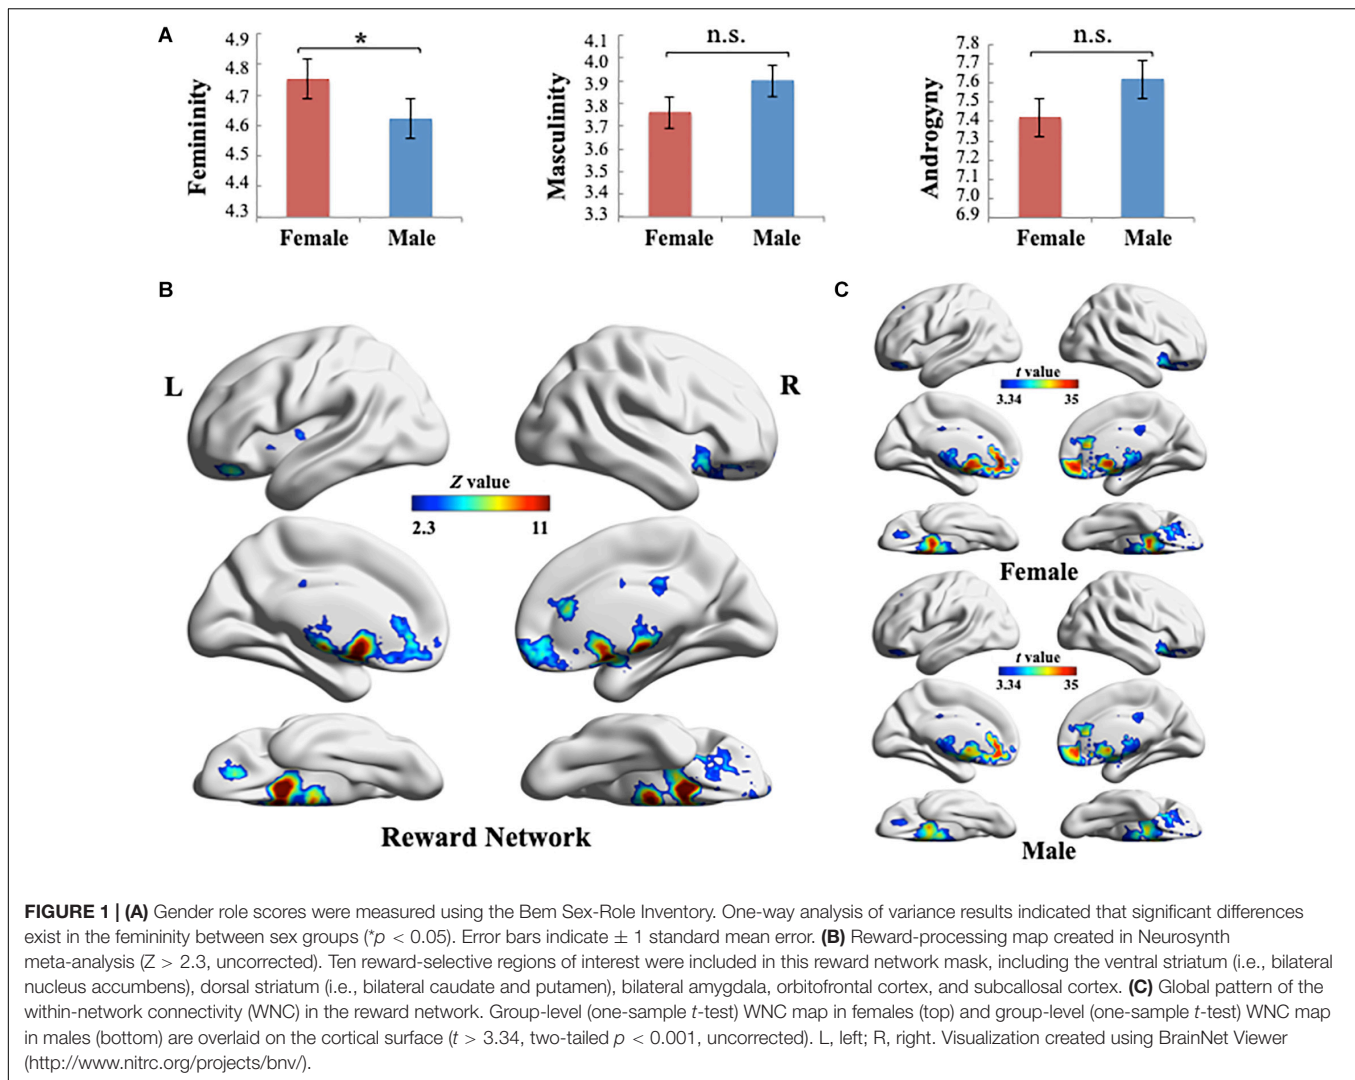 A
Femininity
4.9
4.8
4.7
4.6
4.5
4.4
4.3
*
Female Male
Masculinity
4.1
4.0
3.9
3.8
3.7
3.6
3.5
3.4
3.3
n.s.
Female Male
Androgyny
7.8
7.7
7.6
7.5
7.4
7.3
7.2
7.1
7.0
6.9
n.s.
Female Male
B
L
R
Z value
2.3 11
Reward Network
C
t value
3.34 35
Female
t value
3.34 35
Male
FIGURE 1 | (A) Gender role scores were measured using the Bem Sex-Role Inventory. One-way analysis of variance results indicated that significant differences
exist in the femininity between sex groups (*p < 0.05). Error bars indicate ± 1 standard mean error. (B) Reward-processing map created in Neurosynth
meta-analysis (Z > 2.3, uncorrected). Ten reward-selective regions of interest were included in this reward network mask, including the ventral striatum (i.e., bilateral
nucleus accumbens), dorsal striatum (i.e., bilateral caudate and putamen), bilateral amygdala, orbitofrontal cortex, and subcallosal cortex. (C) Global pattern of the
within-network connectivity (WNC) in the reward network. Group-level (one-sample t-test) WNC map in females (top) and group-level (one-sample t-test) WNC map
in males (bottom) are overlaid on the cortical surface (t > 3.34, two-tailed p < 0.001, uncorrected). L, left; R, right. Visualization created using BrainNet Viewer
(http://www.nitrc.org/projects/bnv/).